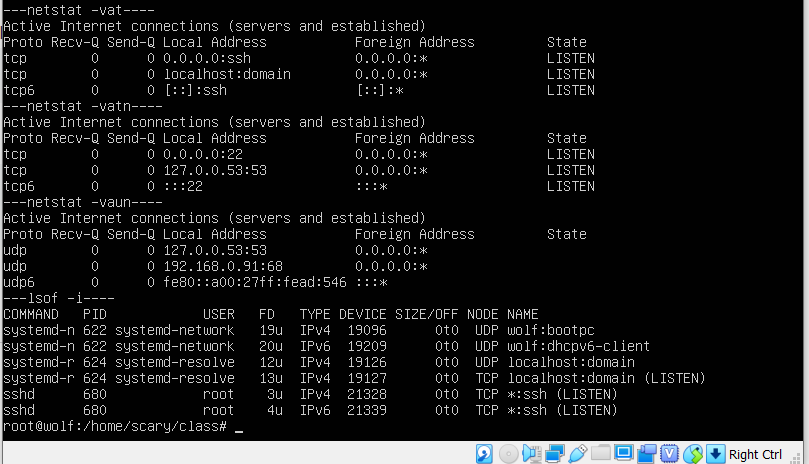 ---netstat -vat----
Active Internet connections (servers and established)
Proto Recv-Q Send-Q Local Address           Foreign Address         State
tcp        0      0 0.0.0.0:ssh             0.0.0.0:*               LISTEN
tcp        0      0 localhost:domain        0.0.0.0:*               LISTEN
tcp6       0      0 [::]:ssh                [::]:*                  LISTEN
---netstat -vatn----
Active Internet connections (servers and established)
Proto Recv-Q Send-Q Local Address           Foreign Address         State
tcp        0      0 0.0.0.0:22              0.0.0.0:*               LISTEN
tcp        0      0 127.0.0.53:53           0.0.0.0:*               LISTEN
tcp6       0      0 :::22                   :::*                    LISTEN
---netstat -vaun----
Active Internet connections (servers and established)
Proto Recv-Q Send-Q Local Address           Foreign Address         State
udp        0      0 127.0.0.53:53           0.0.0.0:*
udp        0      0 192.168.0.91:68         0.0.0.0:*
udp6       0      0 fe80::a00:27ff:fead:546 :::*
---lsof -i----
COMMAND   PID            USER   FD   TYPE DEVICE SIZE/OFF NODE NAME
systemd-n 622 systemd-network   19u  IPv4  19096      0t0  UDP wolf:bootpc
systemd-n 622 systemd-network   20u  IPv6  19209      0t0  UDP wolf:dhcpv6-client
systemd-r 624 systemd-resolve   12u  IPv4  19126      0t0  UDP localhost:domain
systemd-r 624 systemd-resolve   13u  IPv4  19127      0t0  TCP localhost:domain (LISTEN)
sshd      680            root    3u  IPv4  21328      0t0  TCP *:ssh (LISTEN)
sshd      680            root    4u  IPv6  21339      0t0  TCP *:ssh (LISTEN)
root@wolf:/home/scary/class# _
Right Ctrl